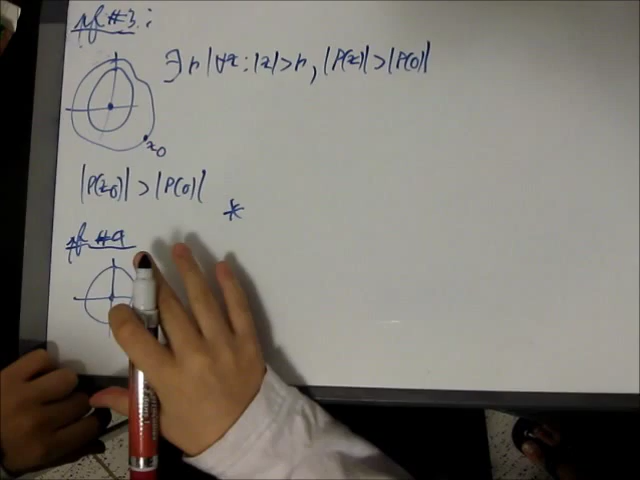 pf #3:
∃ r | ∀z : |z| > r, |P(z)| > |P(0)|
z₀
|P(z₀)| > |P(0)|
*
pf #4